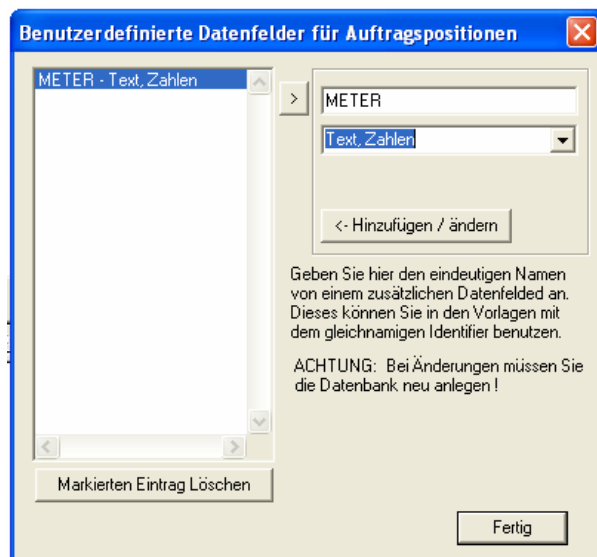 Benutzerdefinierte Datenfelder für Auftragspositionen
METER - Text, Zahlen
>
METER
Text, Zahlen
<- Hinzufügen / ändern
Geben Sie hier den eindeutigen Namen
von einem zusätzlichen Datenfelded an.
Dieses können Sie in den Vorlagen mit
dem gleichnamigen Identifier benutzen.
ACHTUNG: Bei Änderungen müssen Sie
die Datenbank neu anlegen !
Markierten Eintrag Löschen
Fertig